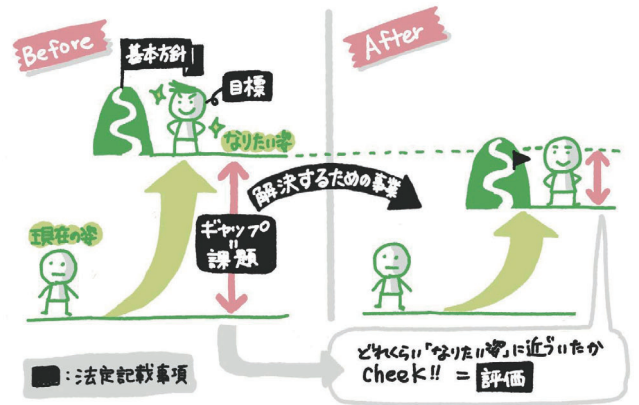 Before
基本方針
目標
なりたい姿
現在の姿
ギャップ
=
課題
解決するための事業
After
どれくらい「なりたい姿」に近づいたか
cheek!! = 評価
■:法定記載事項